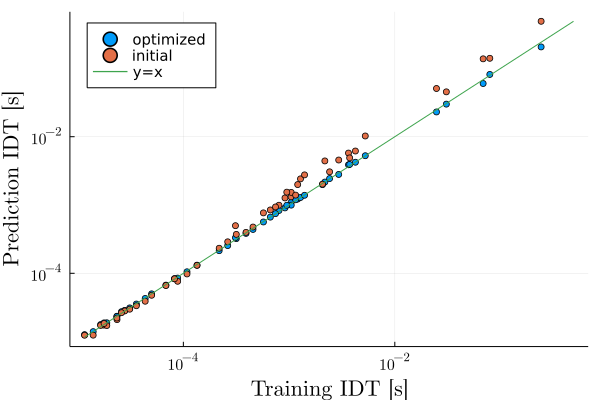 optimized
initial
y=x
Prediction IDT [s]
10⁻²
10⁻⁴
10⁻⁴
10⁻²
Training IDT [s]